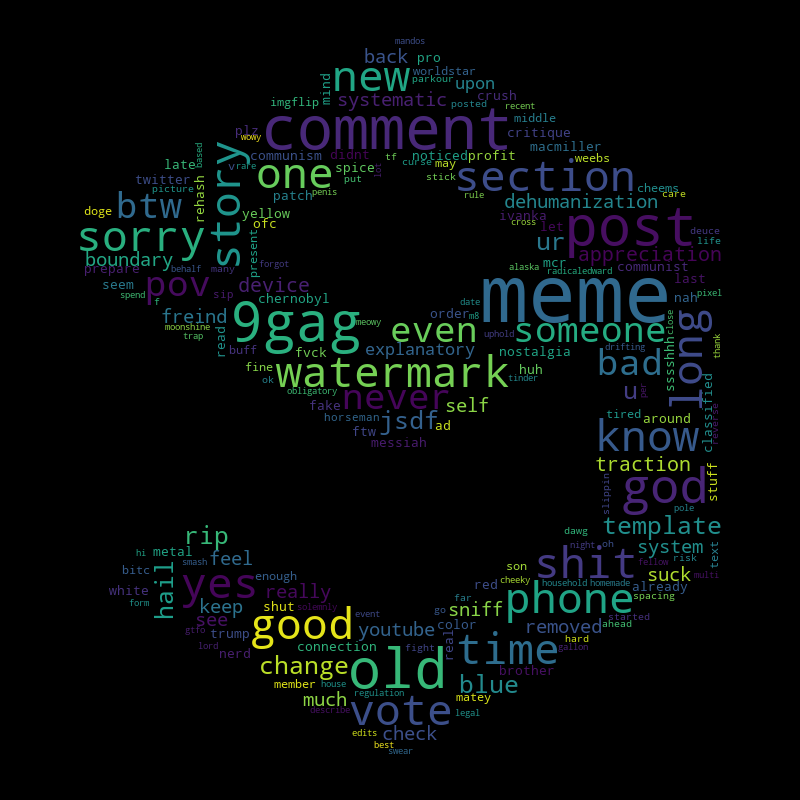 mandos
back pro
new worldstar
parkour
mind
systematic
upon
crush
imgflip
posted
recent
comment
middle
critique
plz
wowy
macmiller
communism
didnt
tf
noticed
profit
weebs
based
late
story
one
spice
curse
may
section
cheems
twitter
rare
put
lot
stick
rule
care
picture
rehash
patch
penis
dehumanization
doge
btw
yellow
ofc
cross
ivanka
let
post
deuce
life
sorry
ur
boundary
present
forgot
mcr
appreciation
prepare
behalf
many
alaska
radicaledward
communist
last
seem
pov
sip
device
chernobyl
date
meme
nah
pixel
spend
f
freind
9gag
meowy
order
m8
moonshine
trap
read
buff
fvck
even
uphold
someone
drifting
close
thank
explanatory
nostalgia
long
sssshhh
fine
ok
watermark
tinder
huh
bad
obligatory
never
self
u
per
classified
reverse
fake
horseman
jsdf
ad
tired
around
ftw
messiah
know
traction
stuff
slippin
god
pole
rip
dawg
template
hi
metal
feel
night
oh
system
text
smash
shit
risk
bitc
son
fellow
hail
yes
enough
red
cheeky
household
homemade
already
suck
multi
white
really
phone
spacing
form
keep
shut
solemnly
far
sniff
ahead
see
good
event
go
color
started
gtfo
trump
youtube
removed
lord
nerd
connection
fight
real
time
hard
gallon
change
old
brother
member
house
blue
much
regulation
vote
matey
describe
legal
edits
check
best
swear